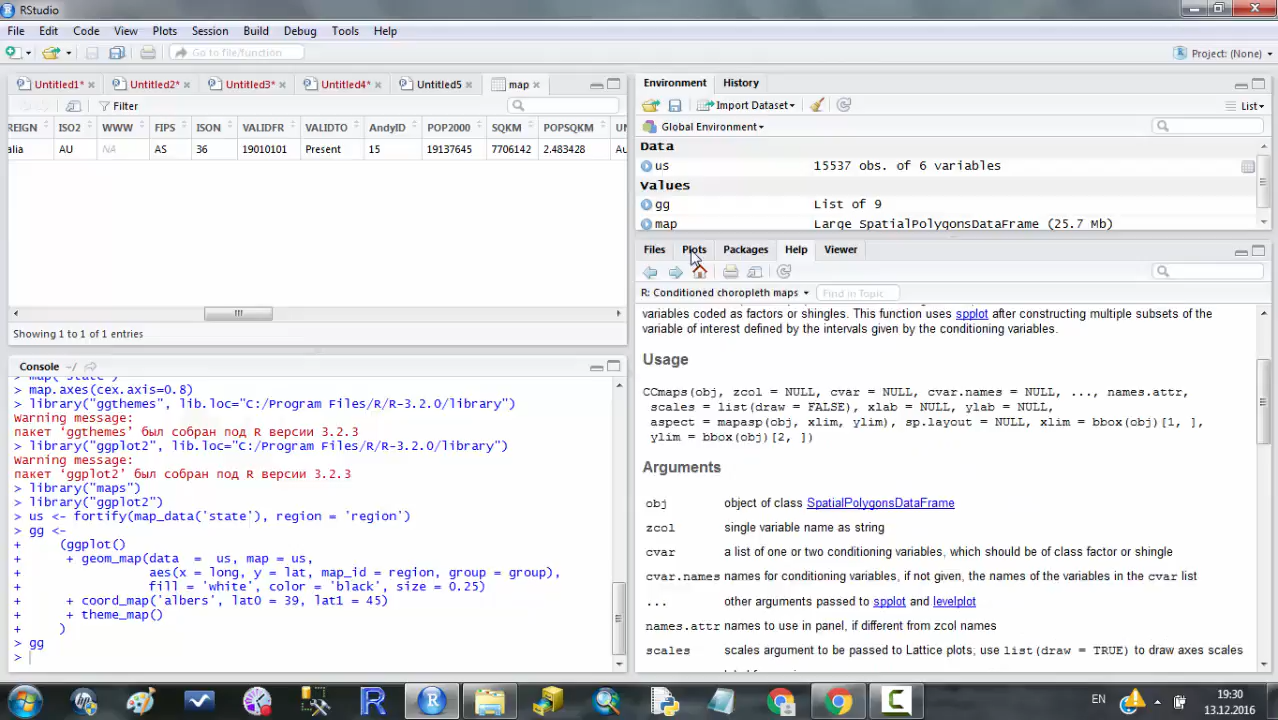 RStudio
File Edit Code View Plots Session Build Debug Tools Help
Go to file/function
Project: (None)
Untitled1* Untitled2* Untitled3* Untitled4* Untitled5 map
Filter
REIGN ISO2 WWW FIPS ISON VALIDFR VALIDTO AndyID POP2000 SQKM POPSQKM UN
alia AU NA AS 36 19010101 Present 15 19137645 7706142 2.483428 Au
Showing 1 to 1 of 1 entries
Console ~/
> map("state")
> map.axes(cex.axis=0.8)
> library("ggthemes", lib.loc="C:/Program Files/R/R-3.2.0/library")
Warning message:
пакет ‘ggthemes’ был собран под R версии 3.2.3
> library("ggplot2", lib.loc="C:/Program Files/R/R-3.2.0/library")
Warning message:
пакет ‘ggplot2’ был собран под R версии 3.2.3
> library("maps")
> library("ggplot2")
> us <- fortify(map_data('state'), region = 'region')
> gg <-
+ (ggplot()
+ + geom_map(data = us, map = us,
+ aes(x = long, y = lat, map_id = region, group = group),
+ fill = 'white', color = 'black', size = 0.25)
+ + coord_map('albers', lat0 = 39, lat1 = 45)
+ + theme_map()
+ )
> gg
>
Environment History
Import Dataset
List
Global Environment
Data
us 15537 obs. of 6 variables
Values
gg List of 9
map Large SpatialPolygonsDataFrame (25.7 Mb)
Files Plots Packages Help Viewer
R: Conditioned choropleth maps Find in Topic
variables coded as factors or shingles. This function uses spplot after constructing multiple subsets of the
variable of interest defined by the intervals given by the conditioning variables.
Usage
CCmaps(obj, zcol = NULL, cvar = NULL, cvar.names = NULL, ..., names.attr,
scales = list(draw = FALSE), xlab = NULL, ylab = NULL,
aspect = mapasp(obj, xlim, ylim), sp.layout = NULL, xlim = bbox(obj)[1, ],
ylim = bbox(obj)[2, ])
Arguments
obj object of class SpatialPolygonsDataFrame
zcol single variable name as string
cvar a list of one or two conditioning variables, which should be of class factor or shingle
cvar.names names for conditioning variables, if not given, the names of the variables in the cvar list
... other arguments passed to spplot and levelplot
names.attr names to use in panel, if different from zcol names
scales scales argument to be passed to Lattice plots; use list(draw = TRUE) to draw axes scales
EN
19:30
13.12.2016